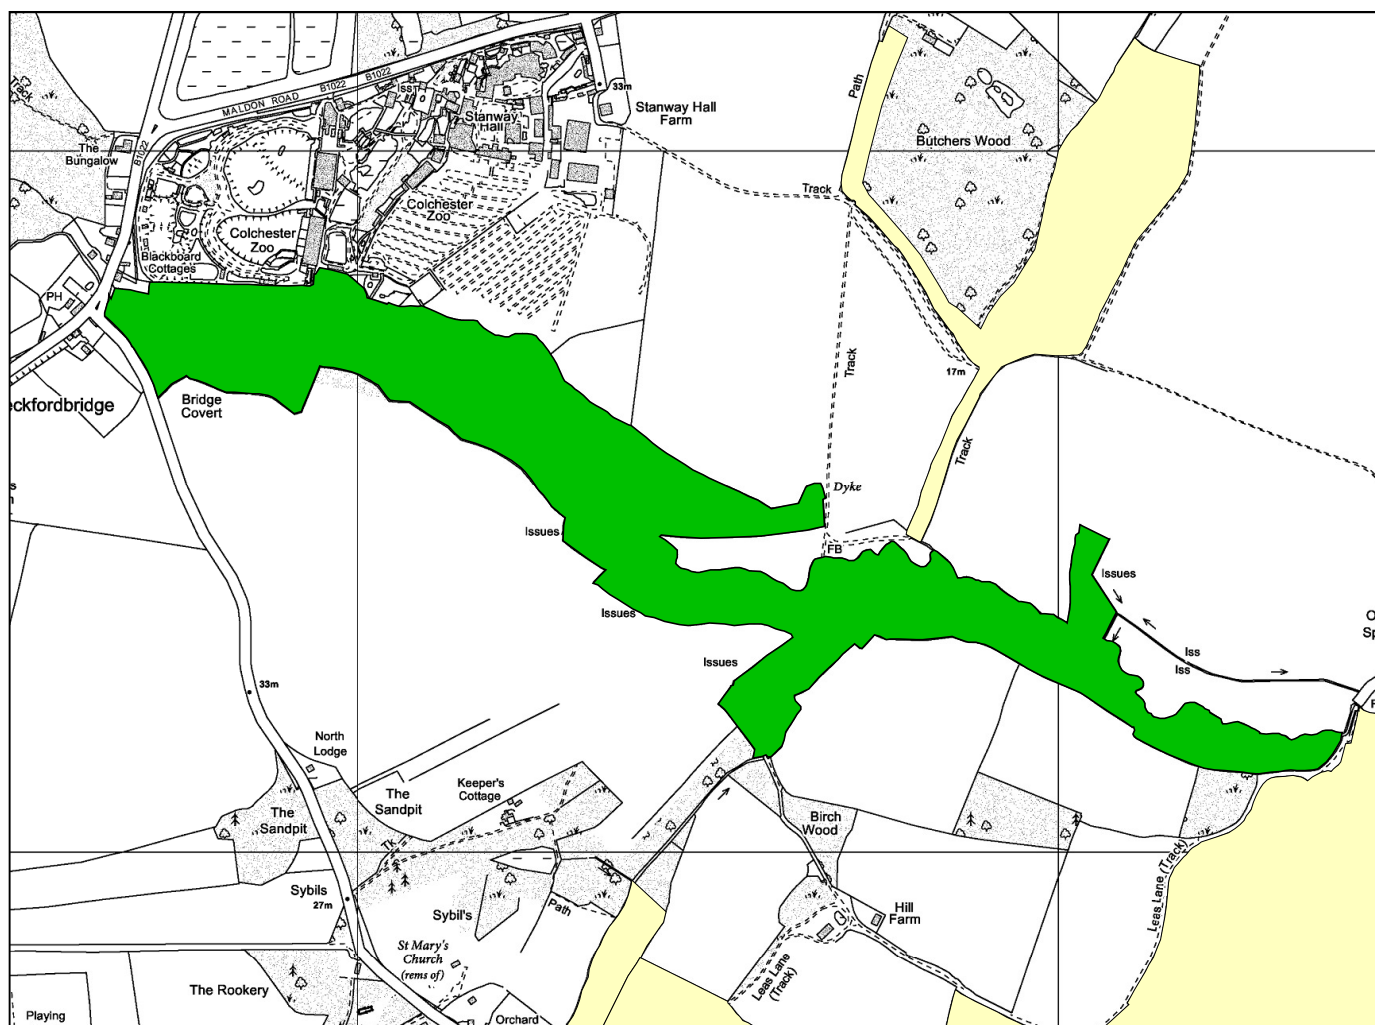 Track
MALDON ROAD
B1022
B1022
Iss
33m
Stanway Hall
Farm
Stanway
Hall
Path
Butchers Wood
The
Bungalow
B1022
Colchester
Zoo
Colchester
Zoo
Track
Blackboard
Cottages
PH
Track
17m
eckfordbridge
Bridge
Covert
Track
Dyke
Issues
FB
Issues
Issues
Issues
Iss
Iss
33m
North
Lodge
The
Sandpit
Keeper's
Cottage
The
Sandpit
Tk
Birch
Wood
Leas Lane (Track)
Sybils
27m
Sybil's
Path
Hill
Farm
St Mary's
Church
(rems of)
Leas Lane
(Track)
The Rookery
Playing
Orchard